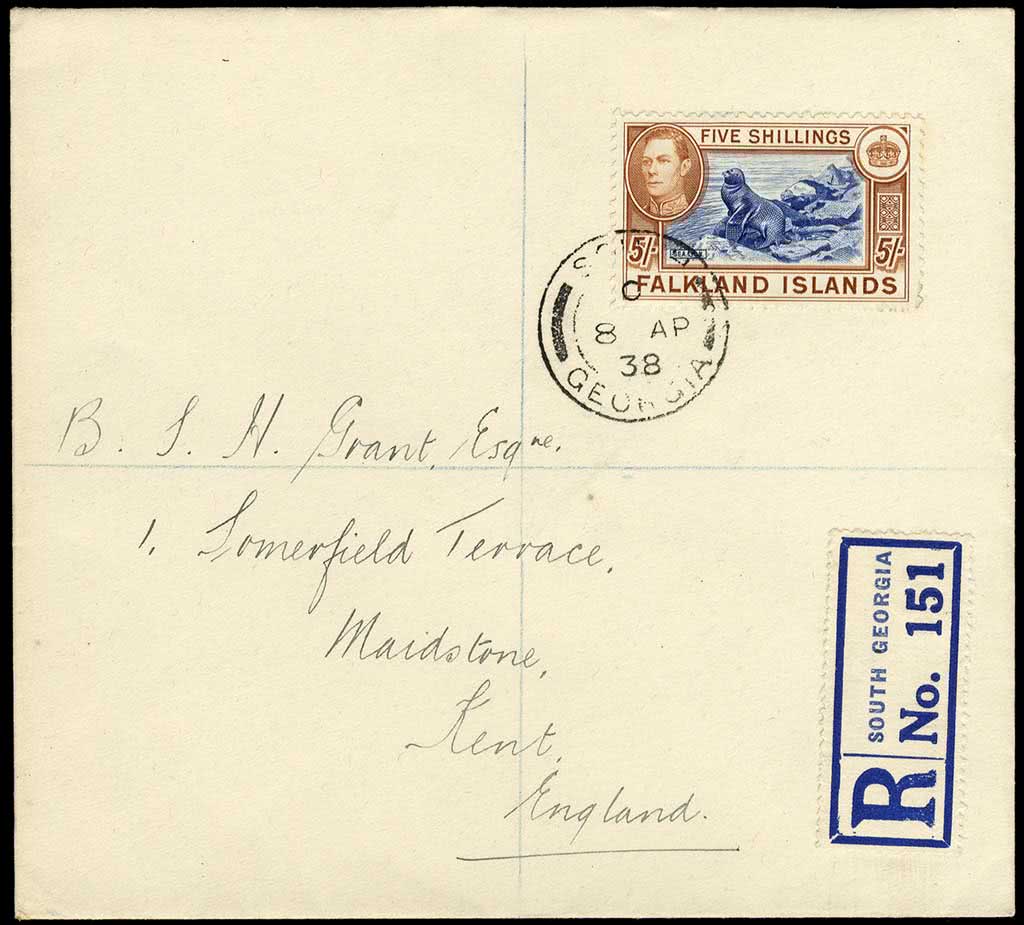 FIVE SHILLINGS
5/- 5/-
FALKLAND ISLANDS
SOUTH
C
8 AP
38
GEORGIA
B. S. H. Grant, Esqre.
1. Somerfield Terrace,
Maidstone,
Kent,
England.
R
SOUTH GEORGIA
No. 151